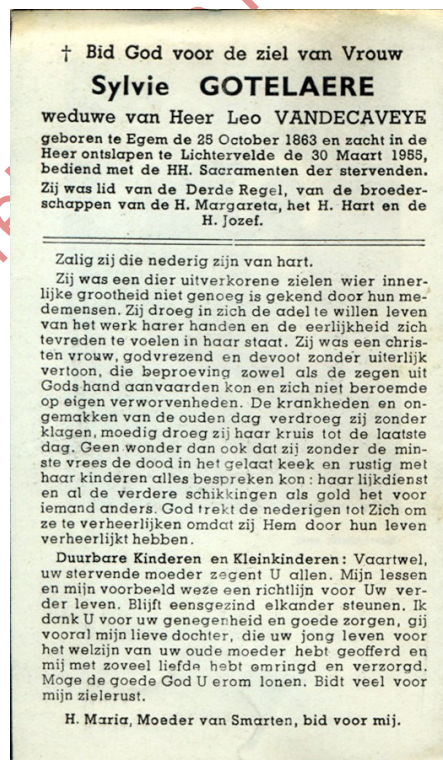 † Bid God voor de ziel van Vrouw
Sylvie GOTELAERE
weduwe van Heer Leo VANDECAVEYE
geboren te Egem de 25 October 1863 en zacht in de
Heer ontslapen te Lichtervelde de 30 Maart 1955,
bediend met de HH. Sacramenten der stervenden.
Zij was lid van de Derde Regel, van de broeder-
schappen van de H. Margareta, het H. Hart en de
H. Jozef.
Zalig zij die nederig zijn van hart.
Zij was een dier uitverkorene zielen wier inner-
lijke grootheid niet genoeg is gekend door hun me-
demensen. Zij droeg in zich de adel te willen leven
van het werk harer handen en de eerlijkheid zich
tevreden te voelen in haar staat. Zij was een chris-
ten vrouw, godvrezend en devoot zonder uiterlijk
vertoon, die beproeving zowel als de zegen uit
Gods hand aanvaarden kon en zich niet beroemde
op eigen verworvenheden. De krankheden en on-
gemakken van de ouden dag verdroeg zij zonder
klagen, moedig droeg zij haar kruis tot de laatste
dag. Geen wonder dan ook dat zij zonder de min-
ste vrees de dood in het gelaat keek en rustig met
haar kinderen alles bespreken kon : haar lijkdienst
en al de verdere schikkingen als gold het voor
iemand anders. God trekt de nederigen tot Zich om
ze te verheerlijken omdat zij Hem door hun leven
verheerlijkt hebben.
Duurbare Kinderen en Kleinkinderen : Vaartwel,
uw stervende moeder zegent U allen. Mijn lessen
en mijn voorbeeld weze een richtlijn voor Uw ver-
der leven. Blijft eensgezind elkander steunen. Ik
dank U voor uw genegenheid en goede zorgen, gij
vooral mijn lieve dochter, die uw jong leven voor
het welzijn van uw oude moeder hebt geofferd en
mij met zoveel liefde hebt omringd en verzorgd.
Moge de goede God U erom lonen. Bidt veel voor
mijn zielerust.
H. Maria, Moeder van Smarten, bid voor mij.